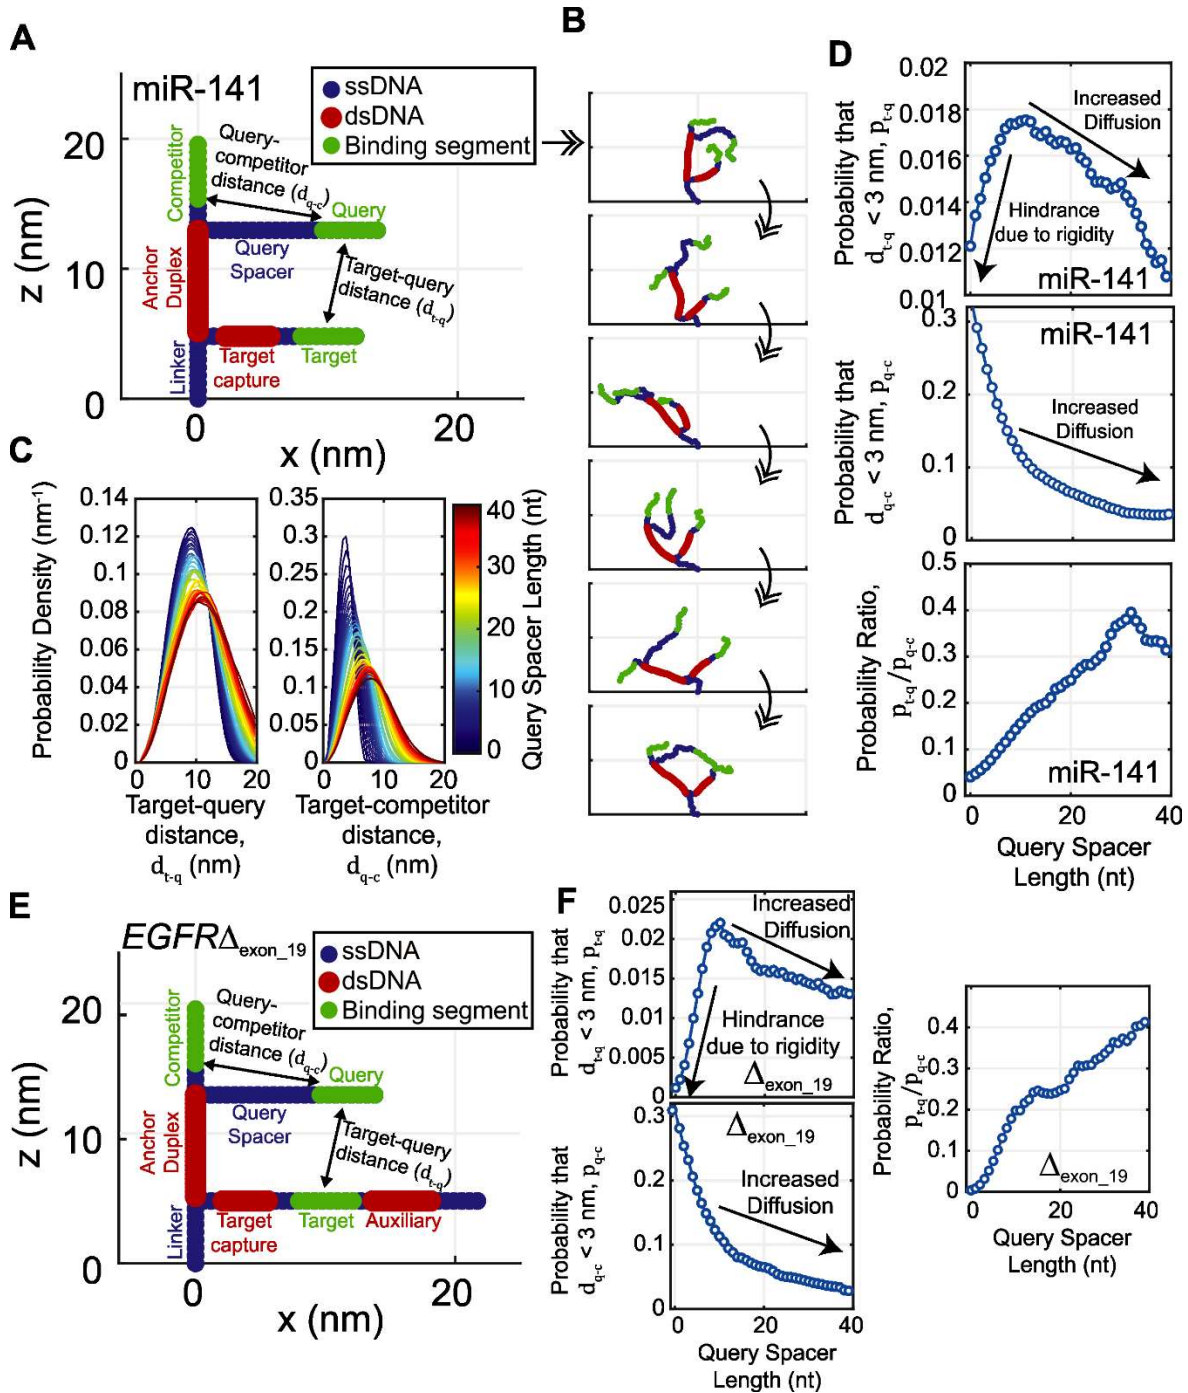 A
miR-141
ssDNA
dsDNA
Binding segment
Competitor
Query-
competitor
distance (dq-c)
Query
Query
Spacer
Anchor
Duplex
Target-query
distance (dt-q)
Linker
Target
capture
Target
z (nm)
20
10
0
0
20
x (nm)
B
C
Probability Density (nm⁻¹)
0.14
0.12
0.1
0.08
0.06
0.04
0.02
0
0
10
20
Target-query
distance,
dt-q (nm)
0.35
0.3
0.25
0.2
0.15
0.1
0.05
0
0
10
20
Target-competitor
distance,
dq-c (nm)
40
30
20
10
0
Query Spacer Length (nt)
D
Probability that
dt-q < 3 nm, pt-q
0.02
0.018
0.016
0.014
0.012
0.01
Increased
Diffusion
Hindrance
due to rigidity
miR-141
Probability that
dq-c < 3 nm, pq-c
0.3
0.2
0.1
0
miR-141
Increased
Diffusion
Probability Ratio,
pt-q/pq-c
0.5
0.4
0.3
0.2
0.1
0
miR-141
0
20
40
Query Spacer
Length (nt)
E
EGFRΔexon_19
ssDNA
dsDNA
Binding segment
Competitor
Query-
competitor
distance (dq-c)
Query
Query
Spacer
Anchor
Duplex
Target-query
distance (dt-q)
Linker
Target
capture
Target
Auxiliary
z (nm)
20
10
0
0
20
x (nm)
F
Probability that
dt-q < 3 nm, pt-q
0.025
0.02
0.015
0.01
0.005
0
Increased
Diffusion
Hindrance
due to rigidity
Δexon_19
Probability that
dq-c < 3 nm, pq-c
0.3
0.2
0.1
0
Δexon_19
Increased
Diffusion
0
20
40
Query Spacer
Length (nt)
Probability Ratio,
pt-q/pq-c
0.4
0.3
0.2
0.1
0
Δexon_19
0
20
40
Query Spacer
Length (nt)